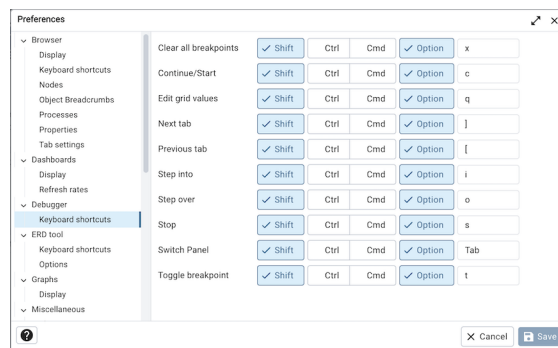 Preferences
Browser
Display
Keyboard shortcuts
Nodes
Object Breadcrumbs
Processes
Properties
Tab settings
Dashboards
Display
Refresh rates
Debugger
Keyboard shortcuts
ERD tool
Keyboard shortcuts
Options
Graphs
Display
Miscellaneous
Clear all breakpoints Shift Ctrl Cmd Option x
Continue/Start Shift Ctrl Cmd Option c
Edit grid values Shift Ctrl Cmd Option q
Next tab Shift Ctrl Cmd Option ]
Previous tab Shift Ctrl Cmd Option [
Step into Shift Ctrl Cmd Option i
Step over Shift Ctrl Cmd Option o
Stop Shift Ctrl Cmd Option s
Switch Panel Shift Ctrl Cmd Option Tab
Toggle breakpoint Shift Ctrl Cmd Option t
? X Cancel Save